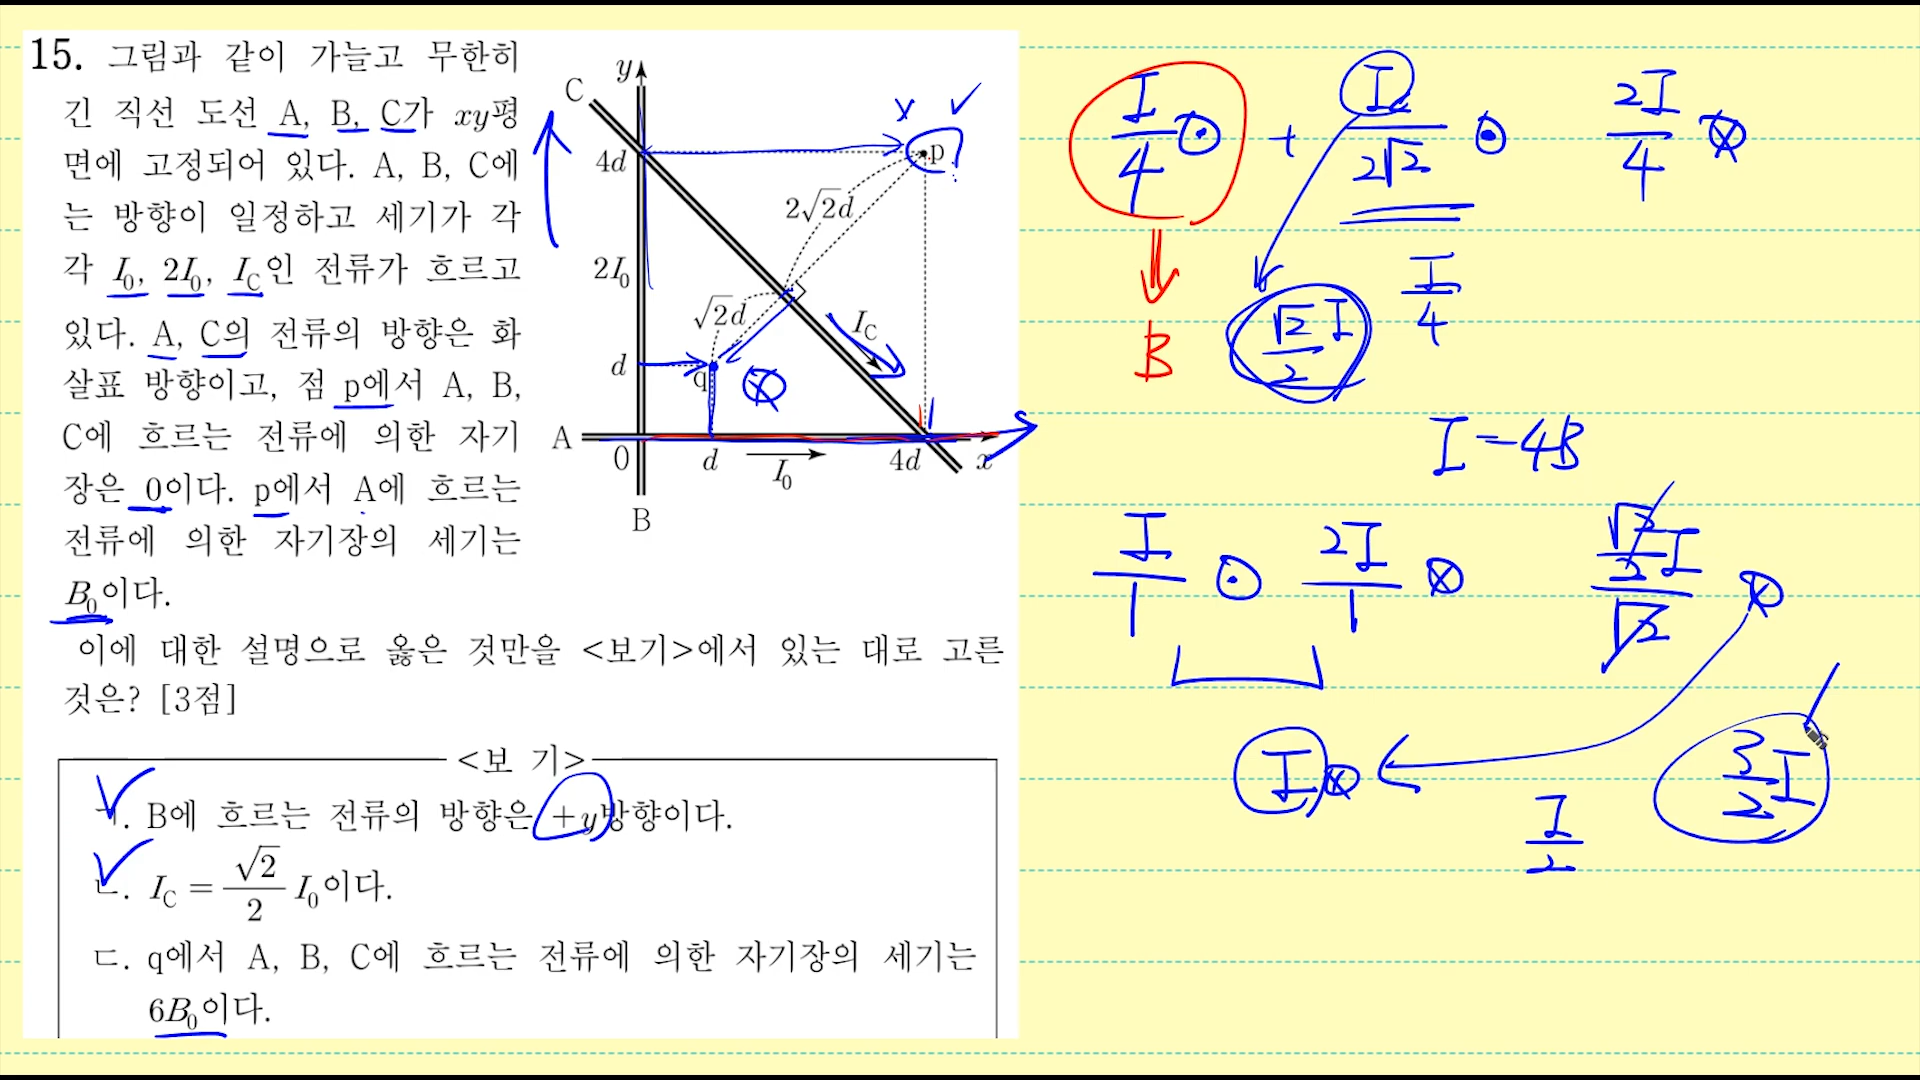 15. 그림과 같이 가늘고 무한히
긴 직선 도선 A, B, C가 xy평
면에 고정되어 있다. A, B, C에
는 방향이 일정하고 세기가 각
각 I₀, 2I₀, I_C인 전류가 흐르고
있다. A, C의 전류의 방향은 화
살표 방향이고, 점 p에서 A, B,
C에 흐르는 전류에 의한 자기
장은 0이다. p에서 A에 흐르는
전류에 의한 자기장의 세기는
B₀이다.
이에 대한 설명으로 옳은 것만을 <보기>에서 있는 대로 고른
것은? [3점]
<보 기>
ㄱ. B에 흐르는 전류의 방향은 +y방향이다.
ㄴ. I_C = √2/2 I₀이다.
ㄷ. q에서 A, B, C에 흐르는 전류에 의한 자기장의 세기는
6B₀이다.
y
C
4d
p
2√2d
2I₀
√2d
I_C
d
q
A
0
d
I₀
4d
x
B
I/4 ⊙ + I_C/2√2 ⊙ 2I/4 ⊗
I/4
B
√2/2 I
I = 4B
I/1 ⊙ 2I/1 ⊗ √2/2 I/√2 ⊗
I ⊗
I/2
3/2 I